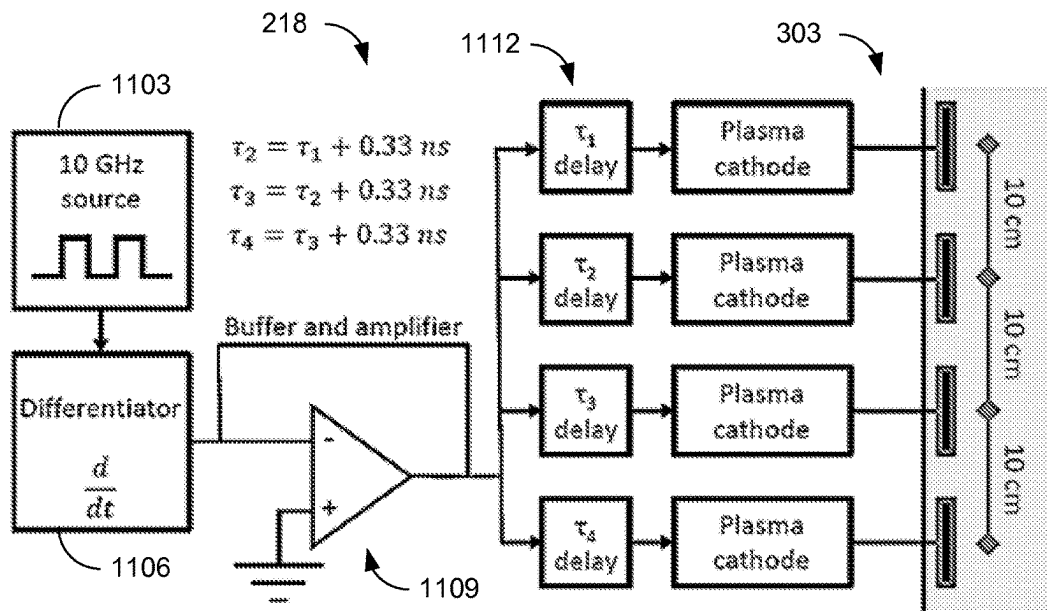 218
1112
303
1103
10 GHz
source
τ₂ = τ₁ + 0.33 ns
τ₃ = τ₂ + 0.33 ns
τ₄ = τ₃ + 0.33 ns
τ₁
delay
Plasma
cathode
10 cm
τ₂
delay
Plasma
cathode
10 cm
Buffer and amplifier
Differentiator
d
dt
-
+
τ₃
delay
Plasma
cathode
10 cm
τ₄
delay
Plasma
cathode
1106
1109